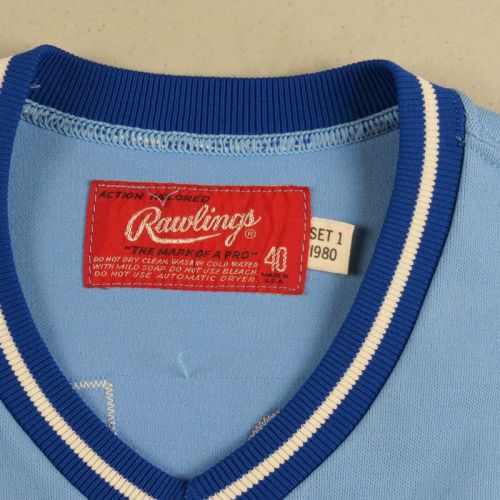 ACTION TAILORED
Rawlings®
"THE MARK OF A PRO"
DO NOT DRY CLEAN. WASH IN COLD WATER
WITH MILD SOAP. DO NOT USE BLEACH.
DO NOT USE AUTOMATIC DRYER.
40
MADE IN
U.S.A.
SET 1
1980